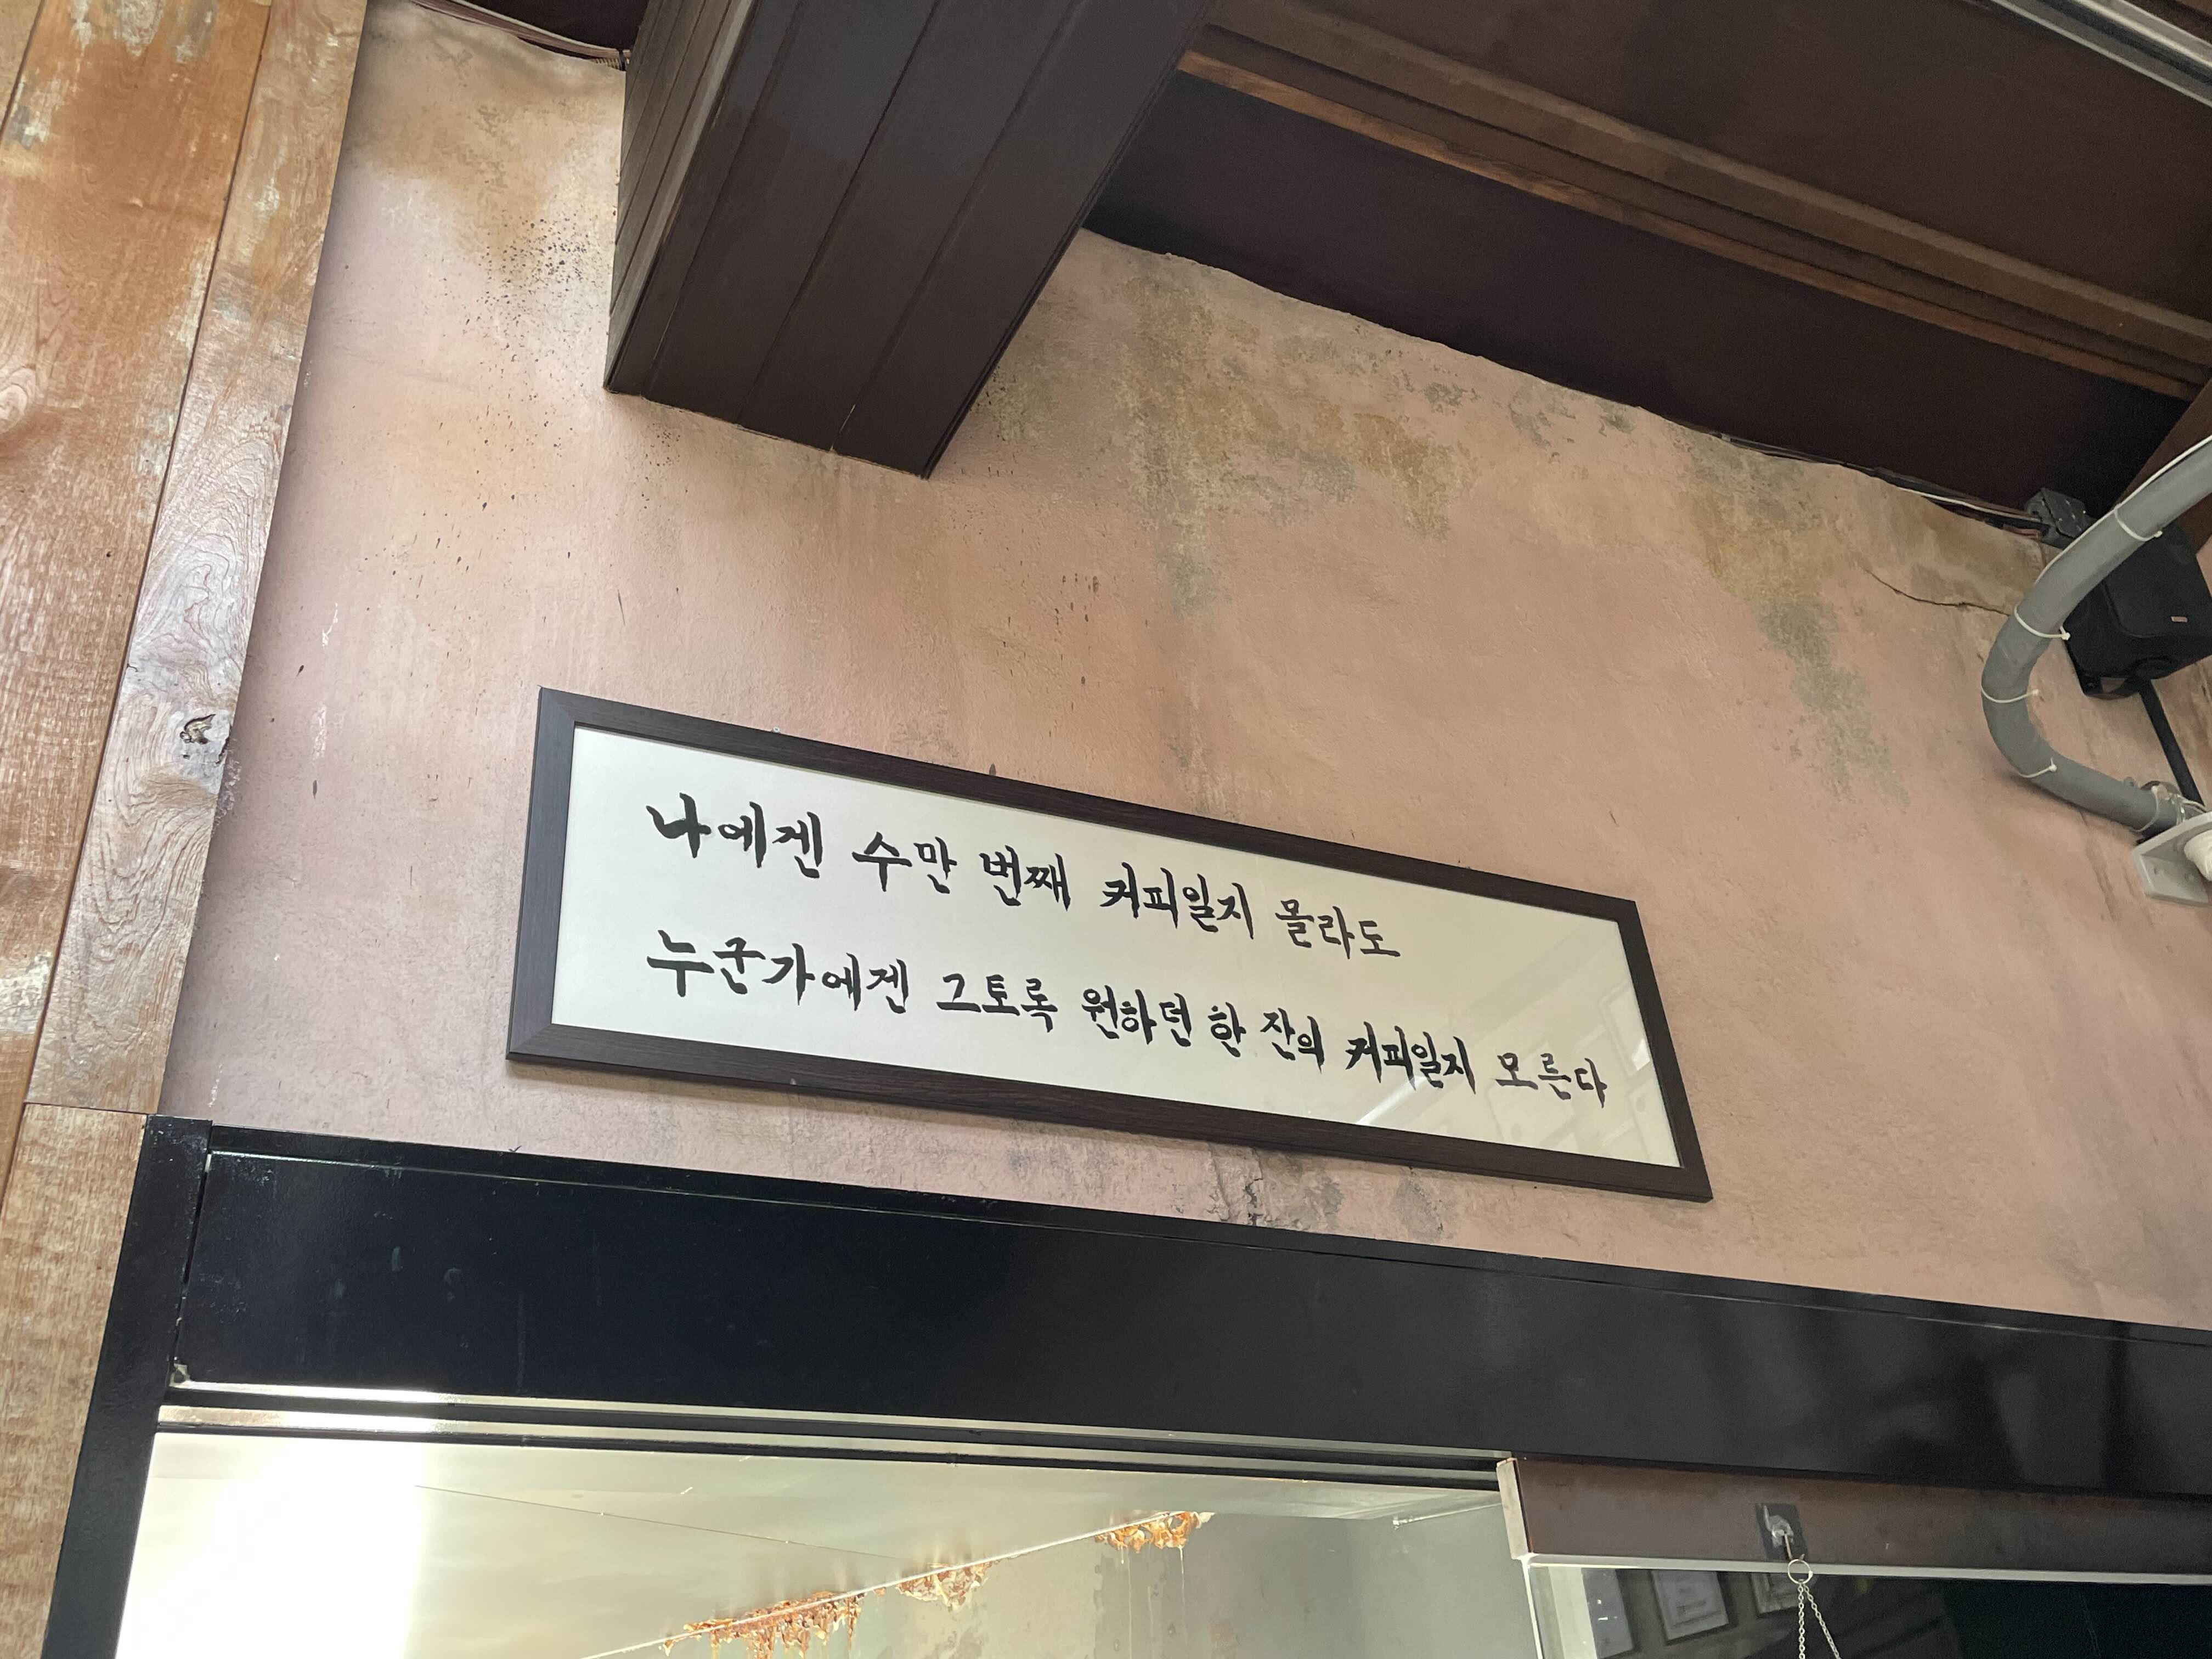 나에겐 수만 번째 커피일지 몰라도
누군가에겐 그토록 원하던 한 잔의 커피일지 모른다